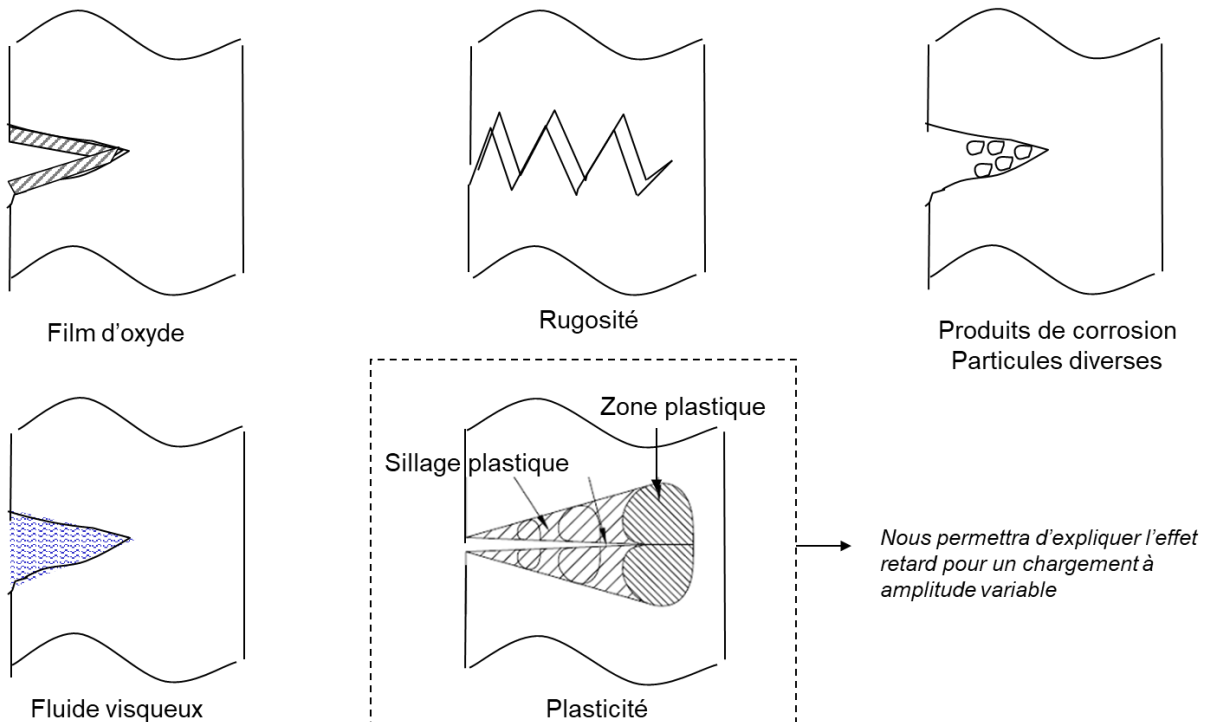 Film d'oxyde
Rugosité
Produits de corrosion
Particules diverses
Zone plastique
Sillage plastique
Nous permettra d'expliquer l'effet
retard pour un chargement à
amplitude variable
Fluide visqueux
Plasticité